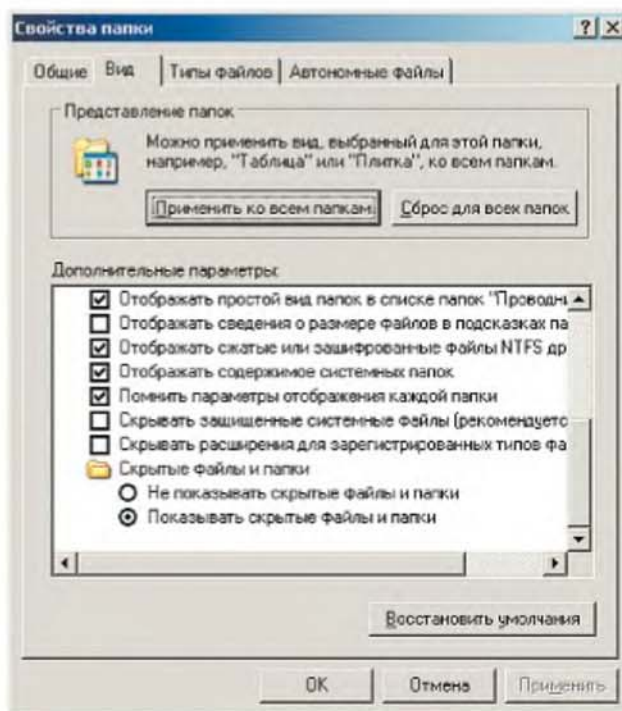 Свойства папки
Общие
Вид
Типы файлов
Автономные файлы
Представление папок
Можно применить вид, выбранный для этой папки,
например, "Таблица" или "Плитка", ко всем папкам.
Применить ко всем папкам
Сброс для всех папок
Дополнительные параметры:
Отображать простой вид папок в списке папок "Проводни
Отображать сведения о размере файлов в подсказках па
Отображать сжатые или зашифрованные файлы NTFS др
Отображать содержимое системных папок
Помнить параметры отображения каждой папки
Скрывать защищенные системные файлы (рекомендуетс
Скрывать расширения для зарегистрированных типов фа
Скрытые файлы и папки
Не показывать скрытые файлы и папки
Показывать скрытые файлы и папки
Восстановить умолчания
OK
Отмена
Применить